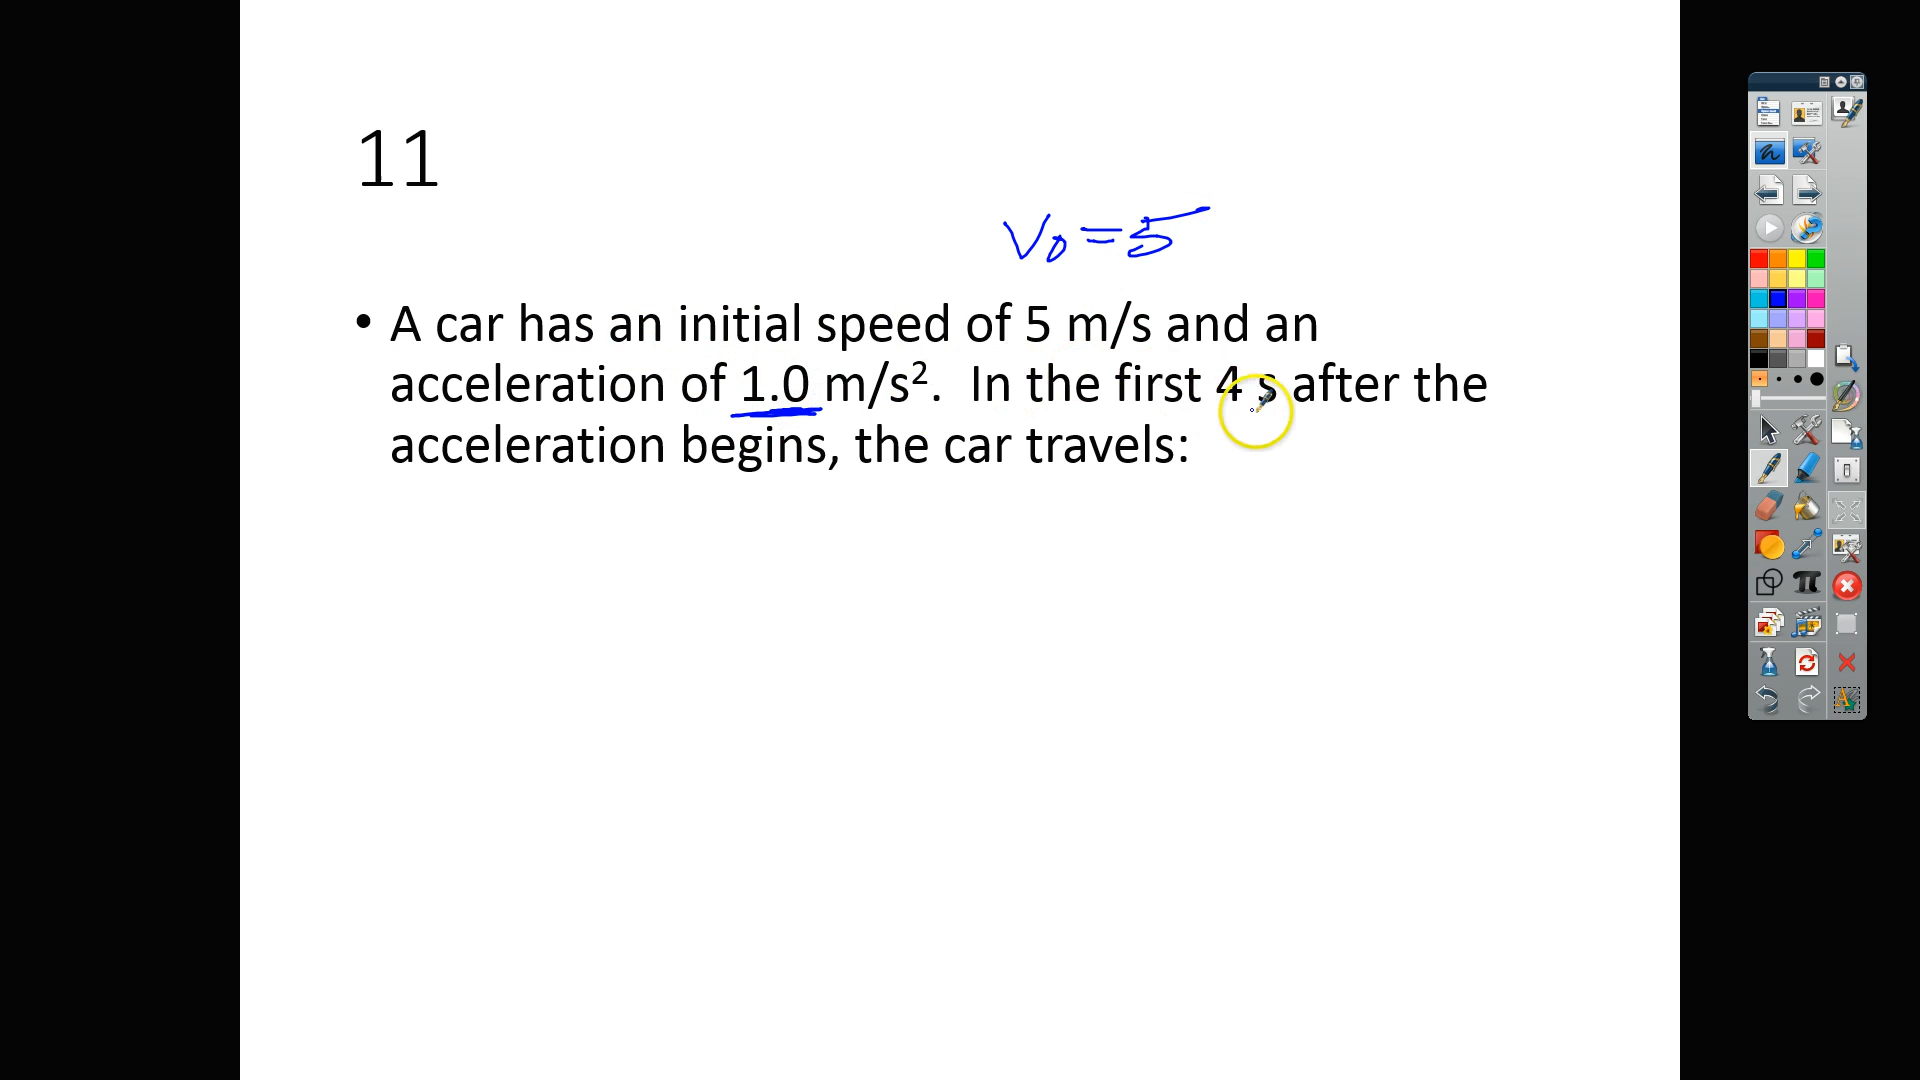 11
V0 = 5
• A car has an initial speed of 5 m/s and an
acceleration of 1.0 m/s². In the first 4 s after the
acceleration begins, the car travels: